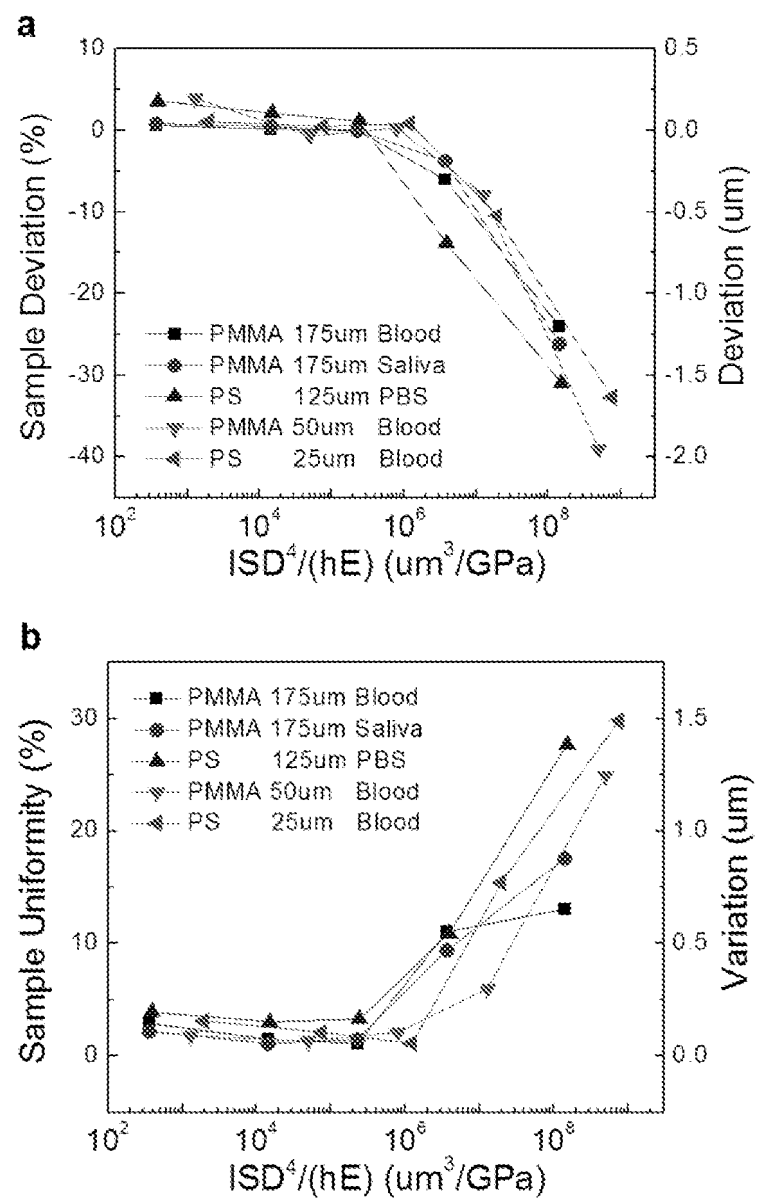 a
Sample Deviation (%)
10
0
-10
-20
-30
-40
0.5
0.0
-0.5
-1.0
-1.5
-2.0
Deviation (um)
PMMA 175um Blood
PMMA 175um Saliva
PS 125um PBS
PMMA 50um Blood
PS 25um Blood
10² 10⁴ 10⁶ 10⁸
ISD⁴/(hE) (um³/GPa)
b
Sample Uniformity (%)
30
20
10
0
1.5
1.0
0.5
0.0
Variation (um)
PMMA 175um Blood
PMMA 175um Saliva
PS 125um PBS
PMMA 50um Blood
PS 25um Blood
10² 10⁴ 10⁶ 10⁸
ISD⁴/(hE) (um³/GPa)